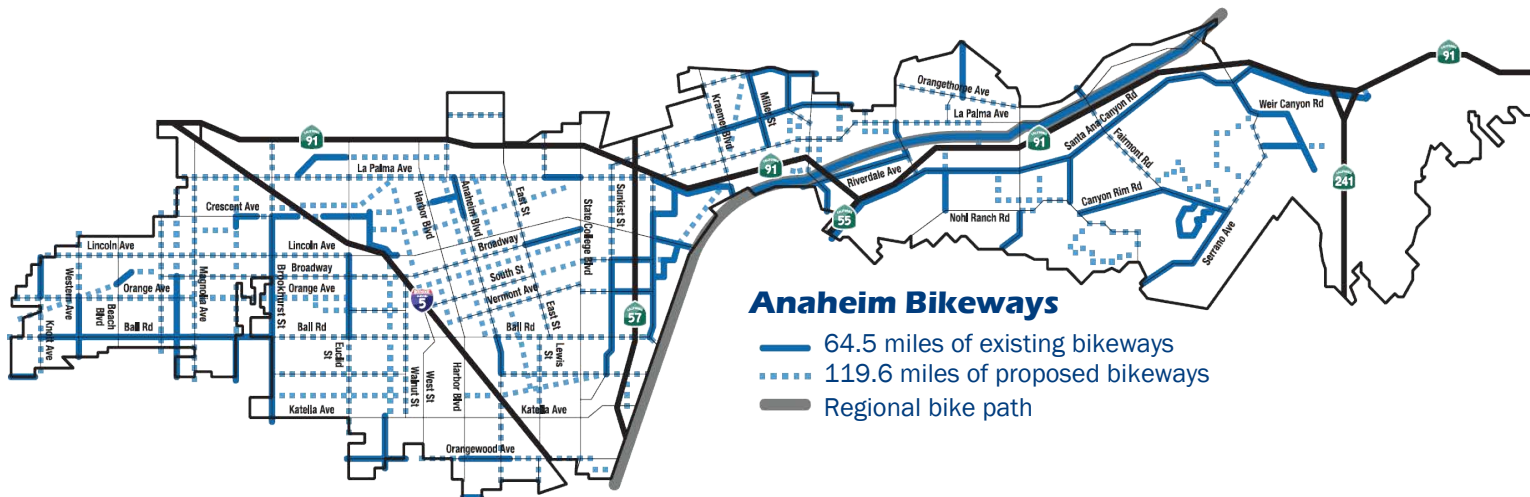 91
Orangethorpe Ave
91
Kraemer Blvd
Miller St
La Palma Ave
Weir Canyon Rd
Santa Ana Canyon Rd
91
Fairmont Rd
91
La Palma Ave
91
Riverdale Ave
241
Canyon Rim Rd
Crescent Ave
Harbor Blvd
Anaheim Blvd
East St
Sunkist St
State College Blvd
55
Nohl Ranch Rd
Serrano Ave
Lincoln Ave
Lincoln Ave
Broadway
Broadway
South St
Western Ave
Orange Ave
Magnolia Ave
Brookhurst St
Orange Ave
5
Vermont Ave
East St
57
Beach Blvd
Knott Ave
Ball Rd
Ball Rd
Ball Rd
Euclid St
Walnut St
West St
Harbor Blvd
Lewis St
Katella Ave
Katella Ave
Orangewood Ave
Anaheim Bikeways
64.5 miles of existing bikeways
119.6 miles of proposed bikeways
Regional bike path